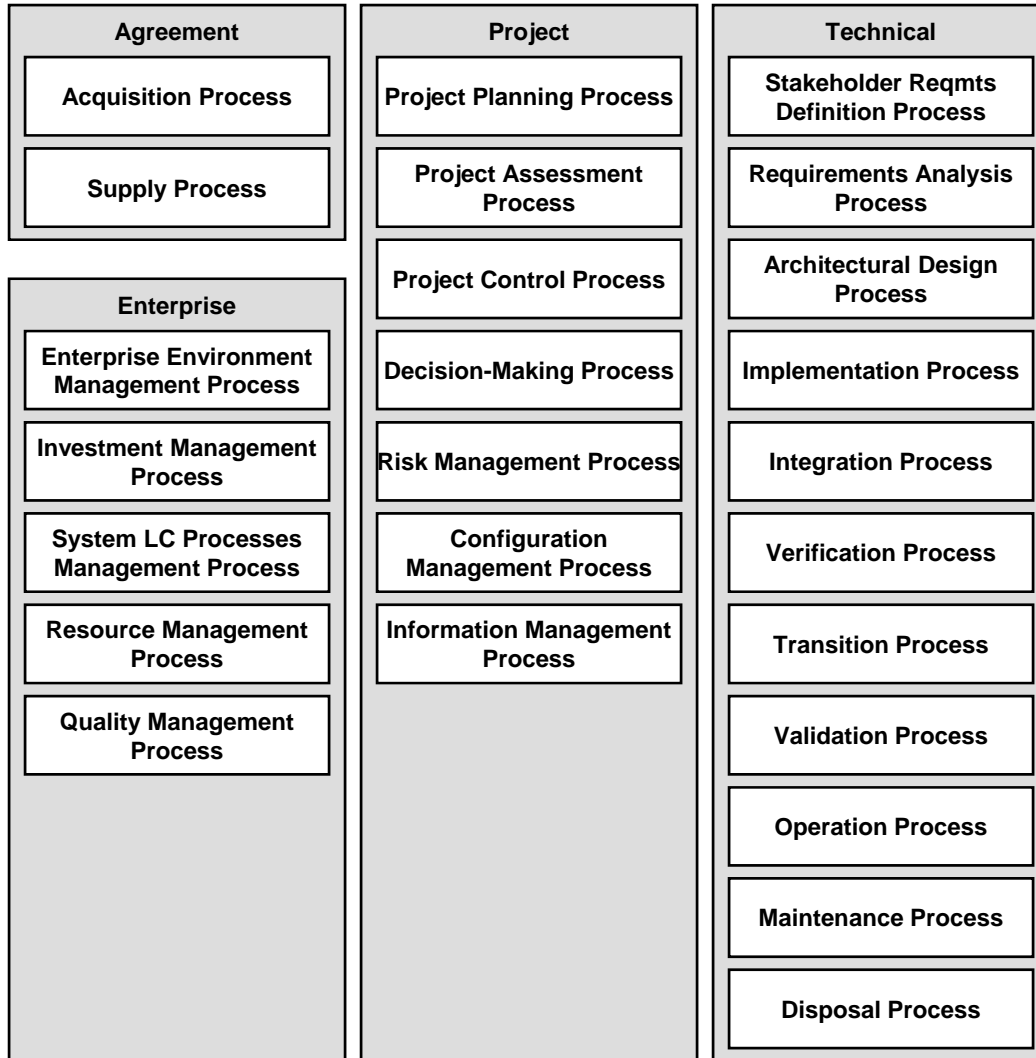 Agreement
Acquisition Process
Supply Process
Enterprise
Enterprise Environment
Management Process
Investment Management
Process
System LC Processes
Management Process
Resource Management
Process
Quality Management
Process
Project
Project Planning Process
Project Assessment
Process
Project Control Process
Decision-Making Process
Risk Management Process
Configuration
Management Process
Information Management
Process
Technical
Stakeholder Reqmts
Definition Process
Requirements Analysis
Process
Architectural Design
Process
Implementation Process
Integration Process
Verification Process
Transition Process
Validation Process
Operation Process
Maintenance Process
Disposal Process